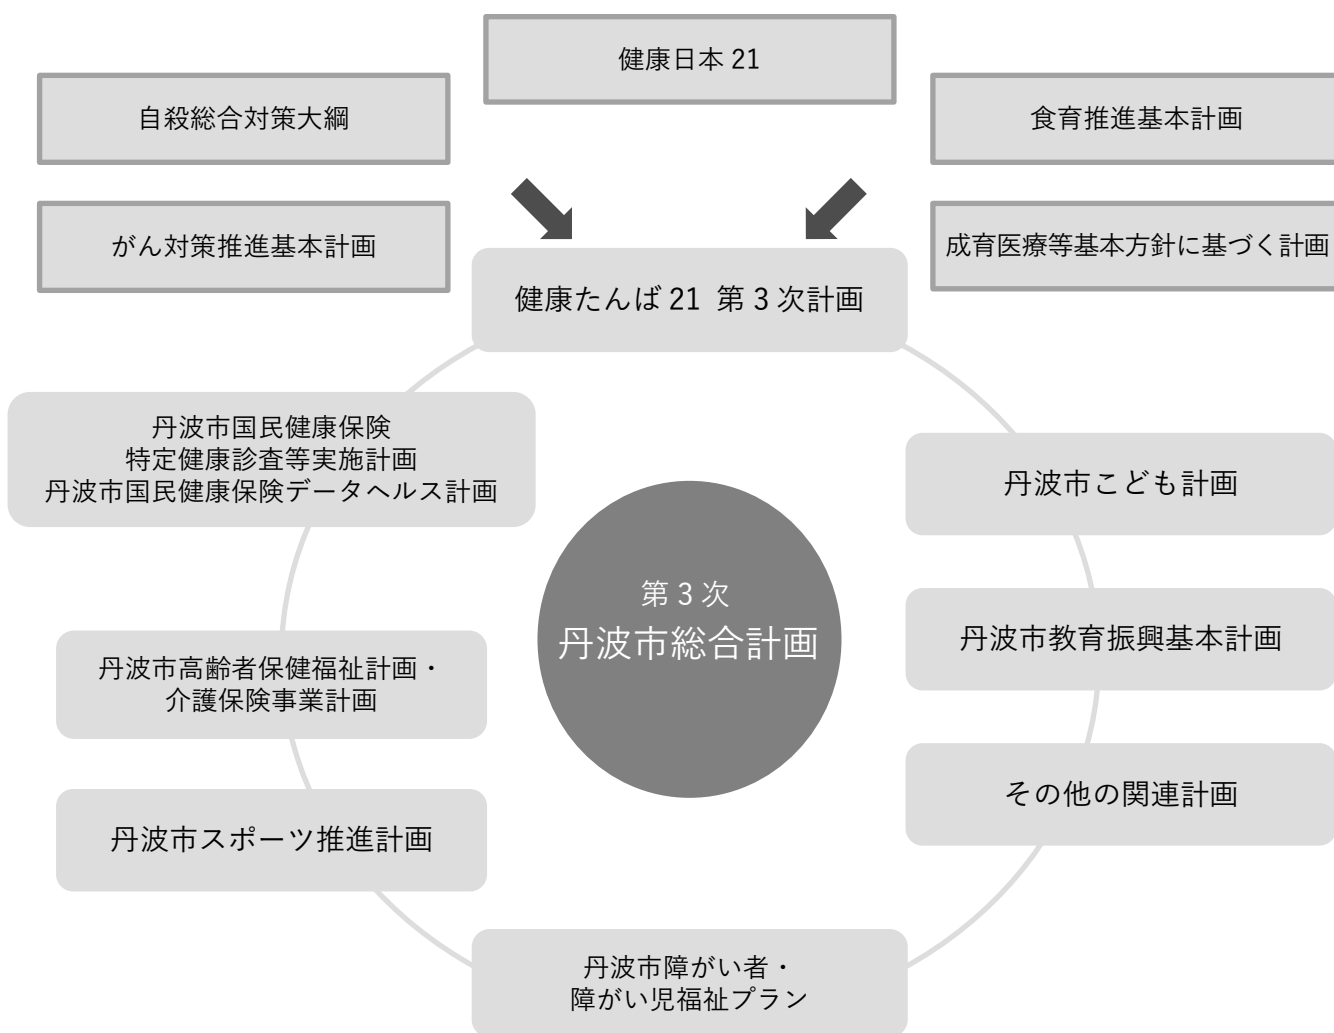 健康日本 21
自殺総合対策大綱
食育推進基本計画
がん対策推進基本計画
成育医療等基本方針に基づく計画
健康たんば 21 第 3 次計画
丹波市国民健康保険
特定健康診査等実施計画
丹波市国民健康保険データヘルス計画
丹波市こども計画
第 3 次
丹波市総合計画
丹波市教育振興基本計画
丹波市高齢者保健福祉計画・
介護保険事業計画
その他の関連計画
丹波市スポーツ推進計画
丹波市障がい者・
障がい児福祉プラン